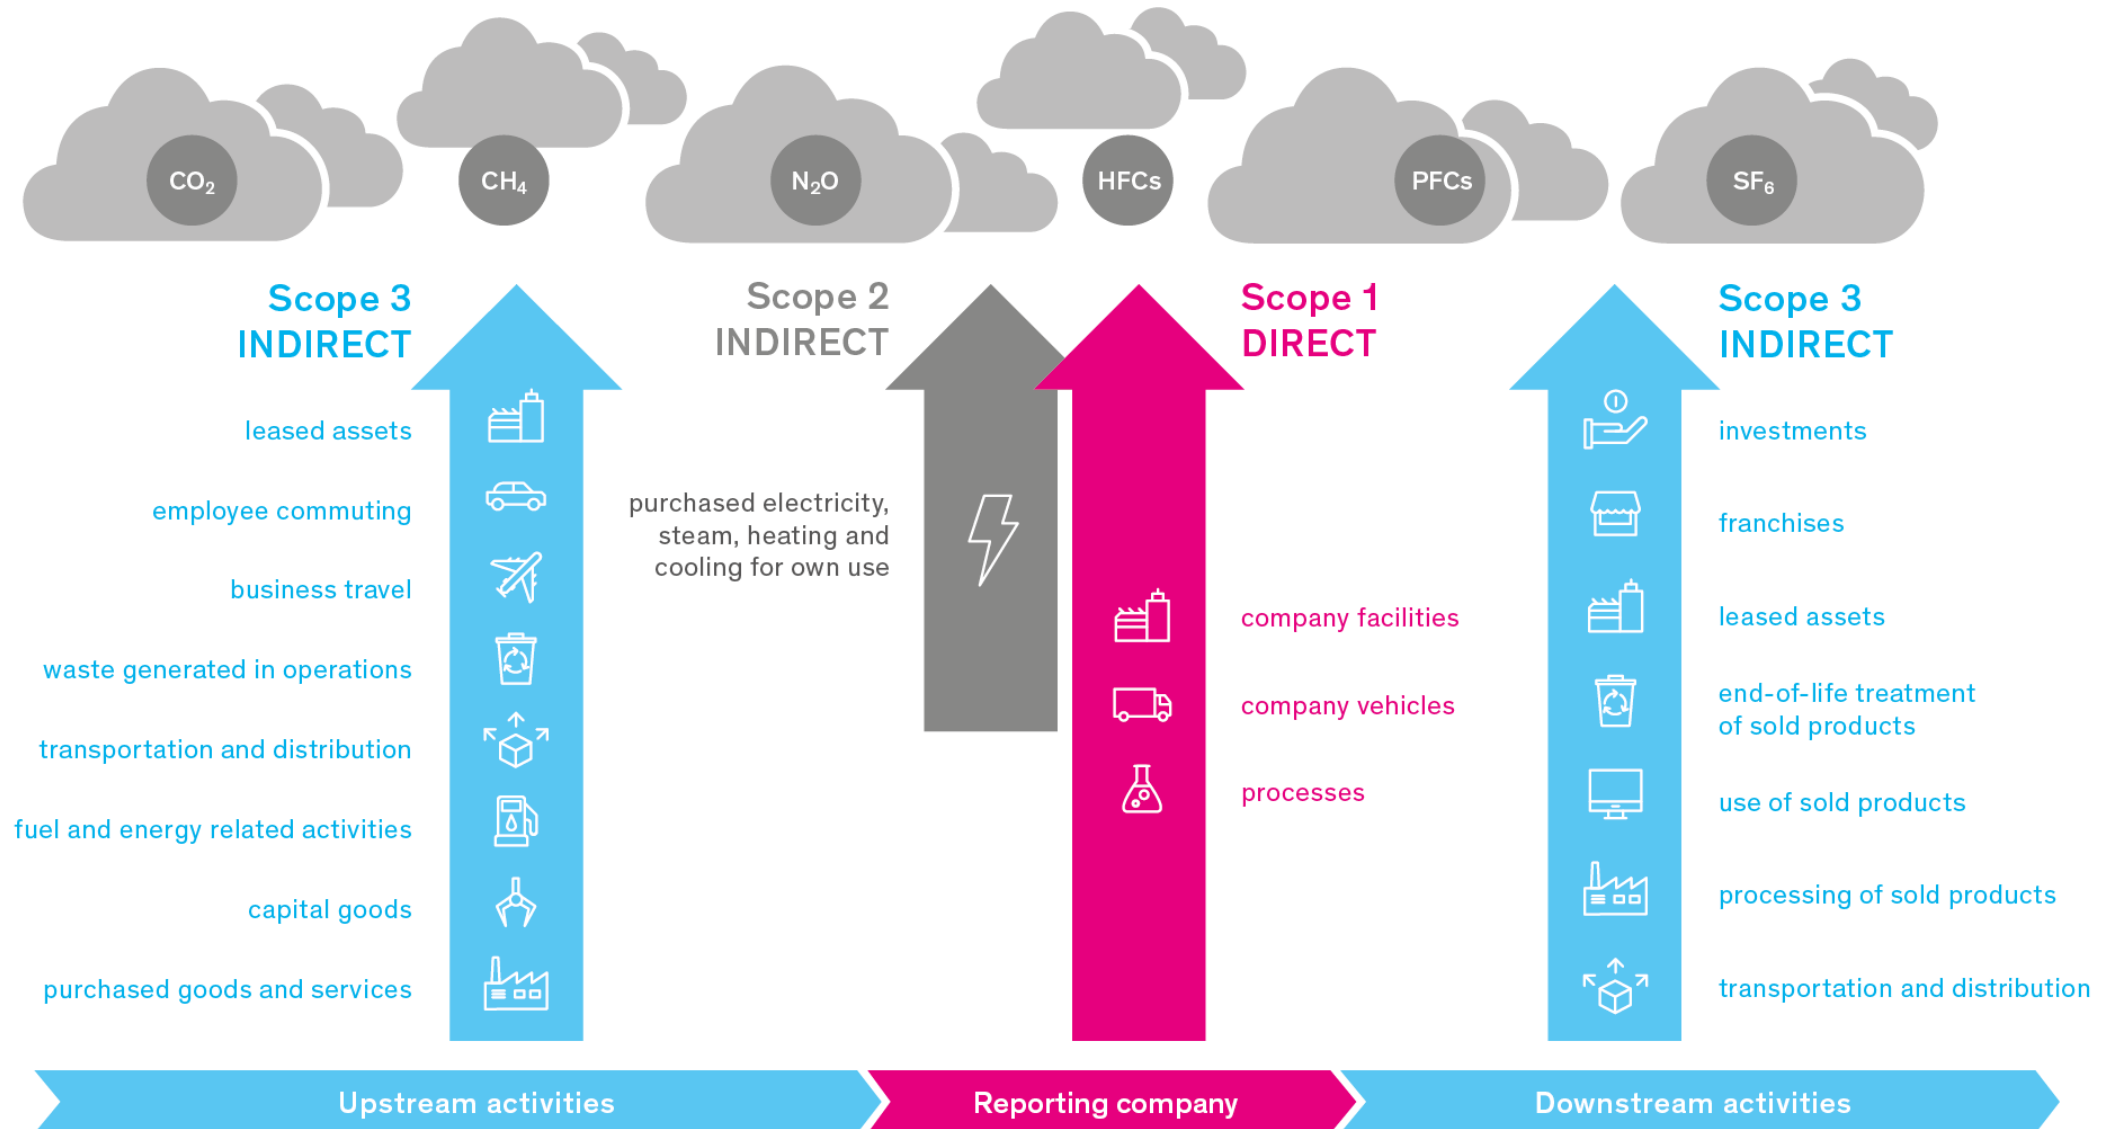 CO₂
CH₄
N₂O
HFCs
PFCs
SF₆
Scope 3
INDIRECT
leased assets
employee commuting
business travel
waste generated in operations
transportation and distribution
fuel and energy related activities
capital goods
purchased goods and services
Scope 2
INDIRECT
purchased electricity,
steam, heating and
cooling for own use
Scope 1
DIRECT
company facilities
company vehicles
processes
Scope 3
INDIRECT
investments
franchises
leased assets
end-of-life treatment
of sold products
use of sold products
processing of sold products
transportation and distribution
Upstream activities
Reporting company
Downstream activities